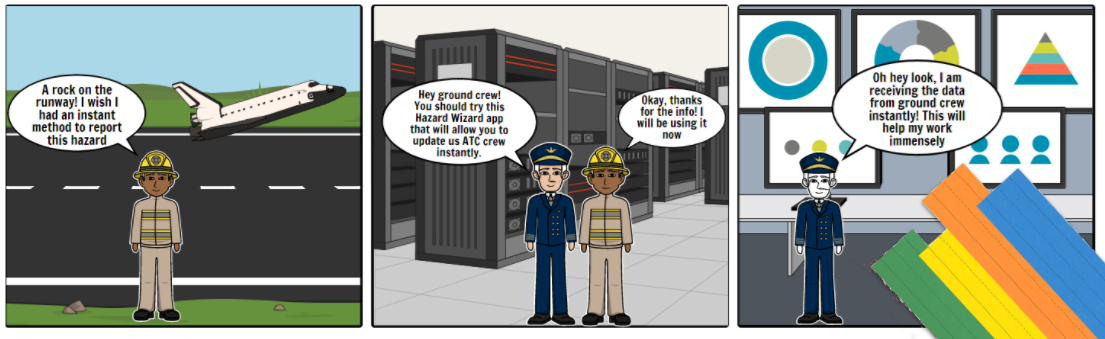 A rock on the
runway! I wish I
had an instant
method to report
this hazard
Hey ground crew!
You should try this
Hazard Wizard app
that will allow you to
update us ATC crew
instantly.
Okay, thanks
for the info! I
will be using it
now
Oh hey look, I am
receiving the data
from ground crew
instantly! This will
help my work
immensely